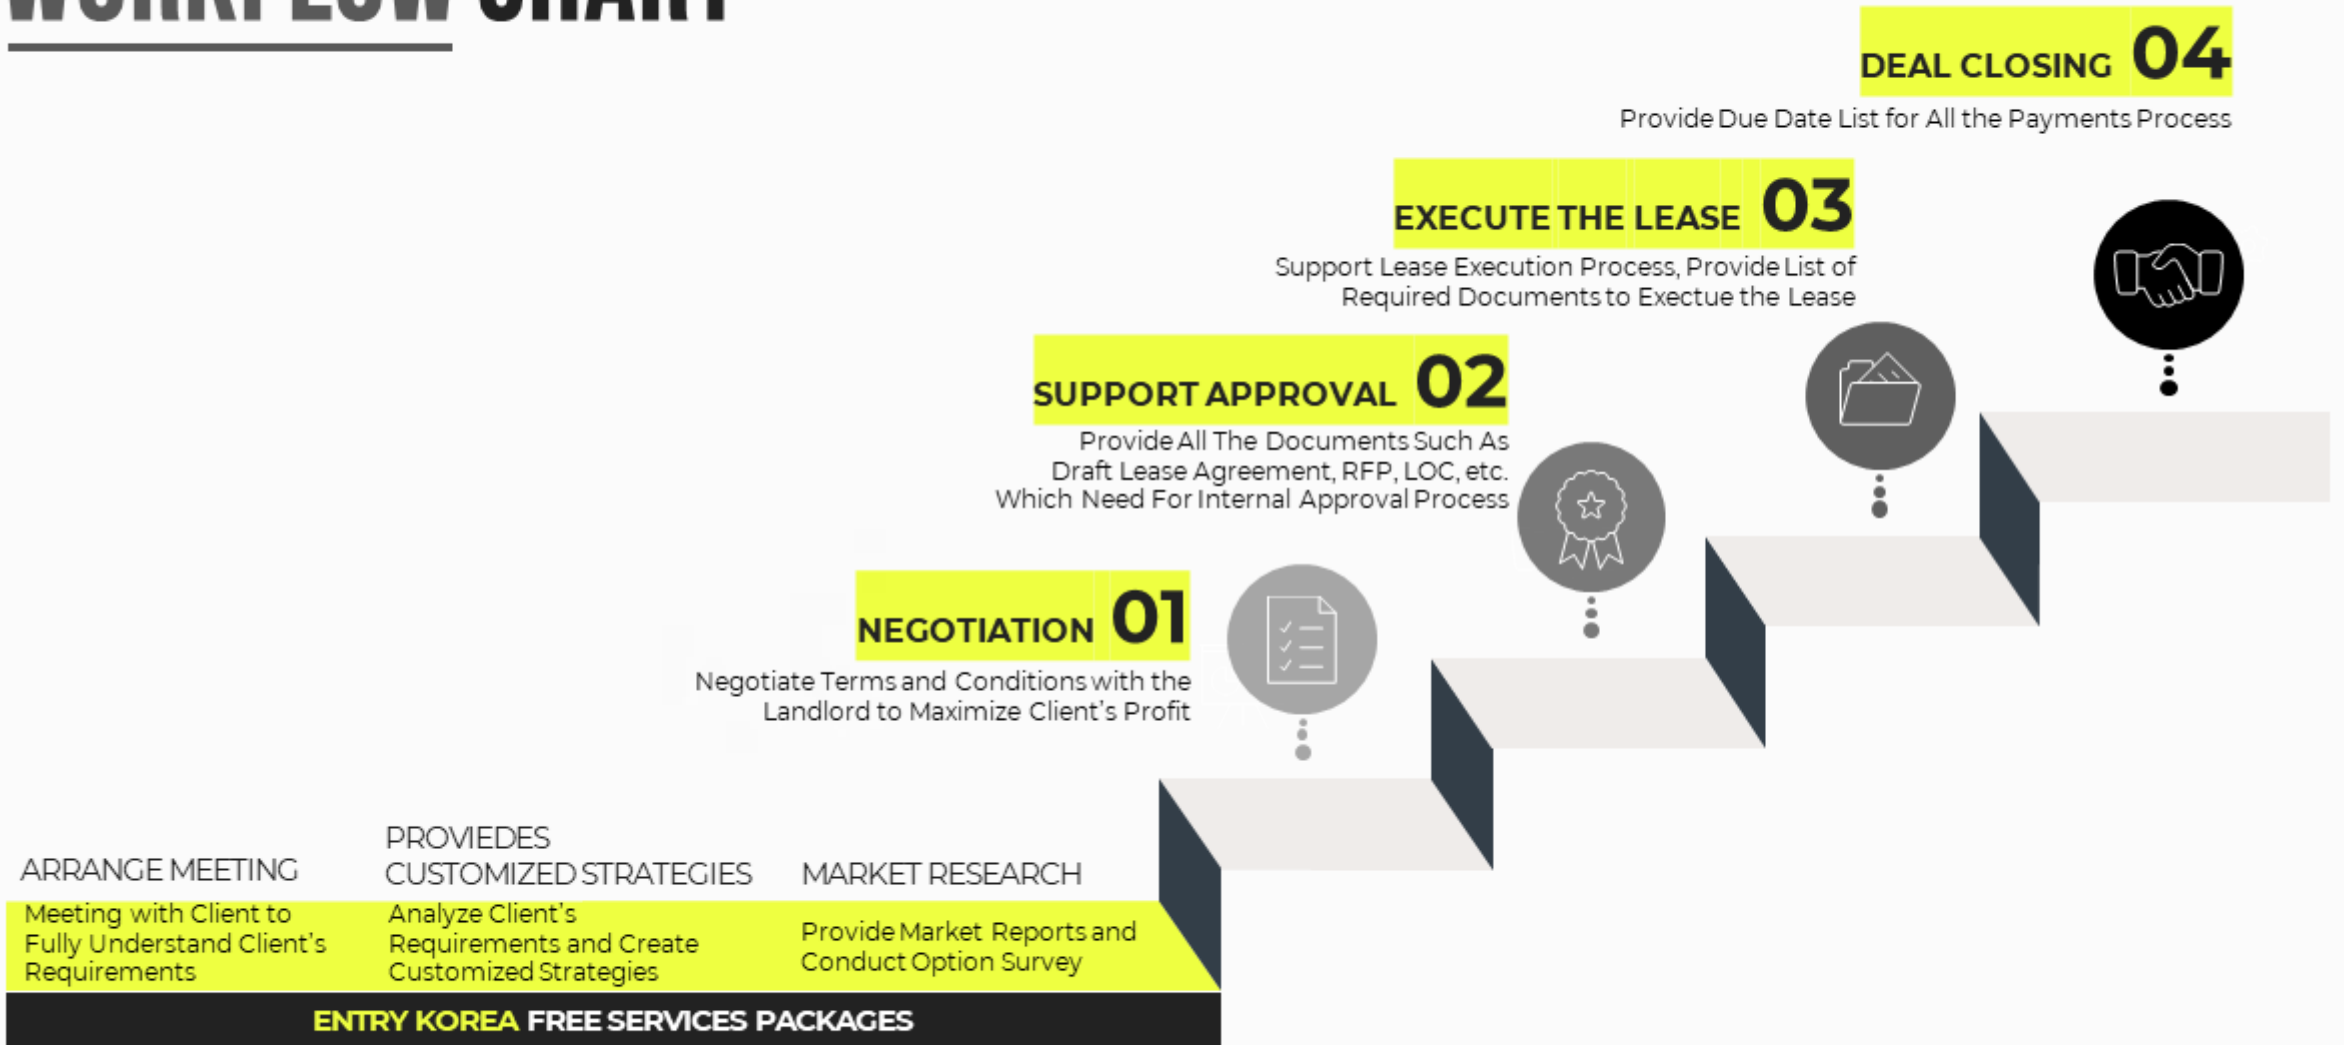 WORKFLOW CHART
DEAL CLOSING 04
Provide Due Date List for All the Payments Process
EXECUTE THE LEASE 03
Support Lease Execution Process, Provide List of
Required Documents to Exectue the Lease
SUPPORT APPROVAL 02
Provide All The Documents Such As
Draft Lease Agreement, RFP, LOC, etc.
Which Need For Internal Approval Process
NEGOTIATION 01
Negotiate Terms and Conditions with the
Landlord to Maximize Client's Profit
ARRANGE MEETING
Meeting with Client to
Fully Understand Client's
Requirements
PROVIEDES
CUSTOMIZED STRATEGIES
Analyze Client's
Requirements and Create
Customized Strategies
MARKET RESEARCH
Provide Market Reports and
Conduct Option Survey
ENTRY KOREA FREE SERVICES PACKAGES